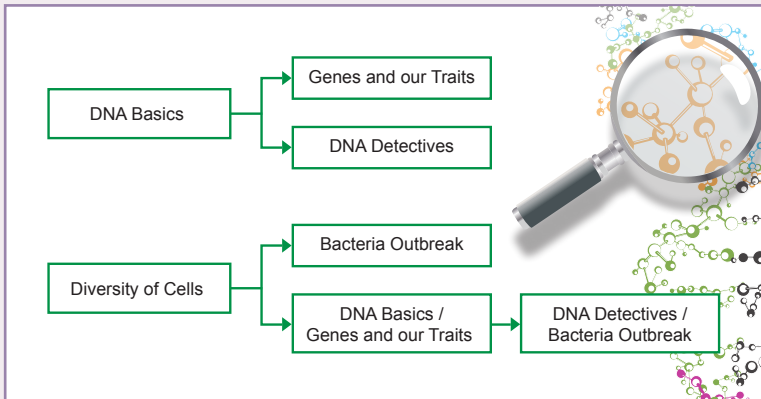 Genes and our Traits
DNA Basics
DNA Detectives
Bacteria Outbreak
Diversity of Cells
DNA Basics /
Genes and our Traits
DNA Detectives /
Bacteria Outbreak